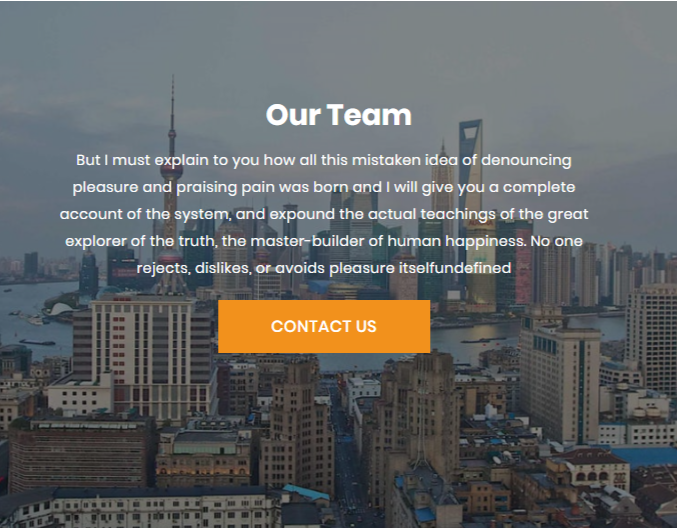 Our Team
But I must explain to you how all this mistaken idea of denouncing
pleasure and praising pain was born and I will give you a complete
account of the system, and expound the actual teachings of the great
explorer of the truth, the master-builder of human happiness. No one
rejects, dislikes, or avoids pleasure itselfundefined
CONTACT US